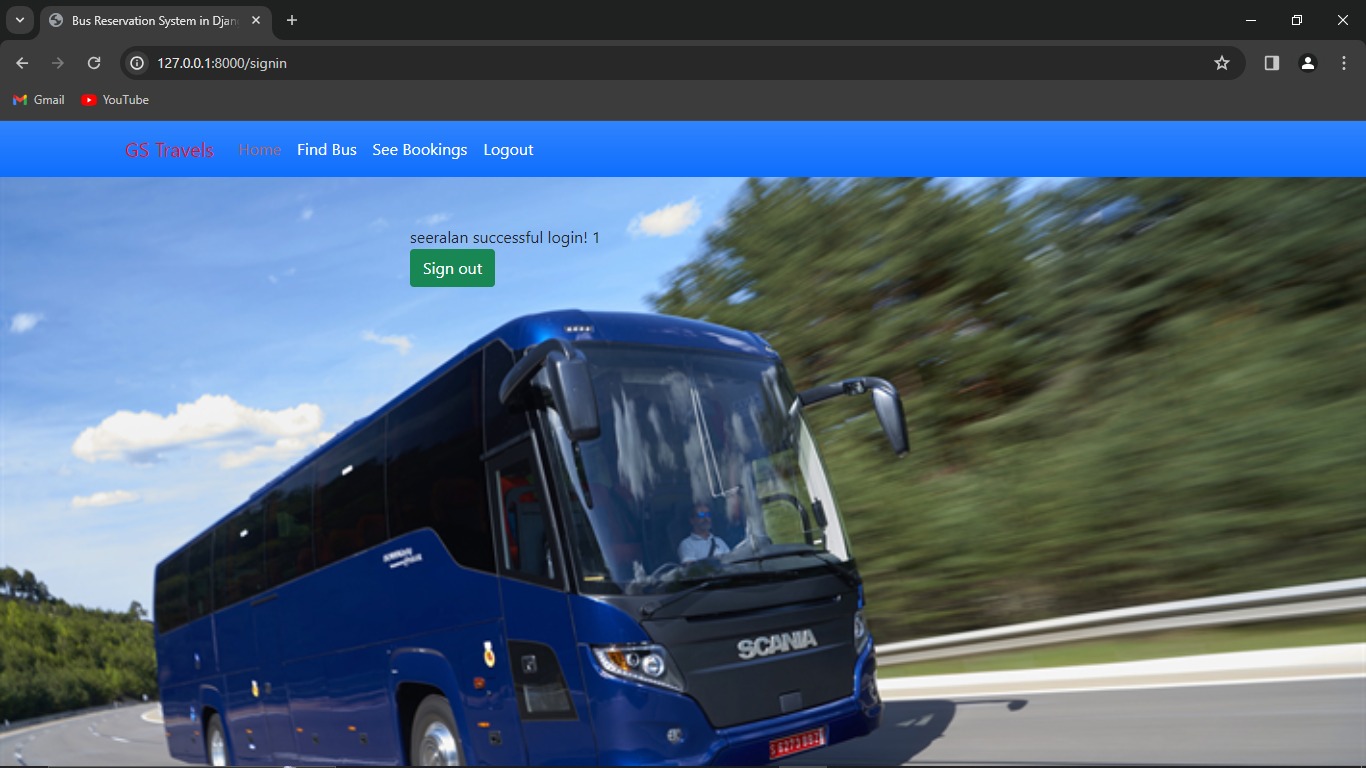 Bus Reservation System in Djan
127.0.0.1:8000/signin
Gmail YouTube
GS Travels Home Find Bus See Bookings Logout
seeralan successful login! 1
Sign out
SCANIA